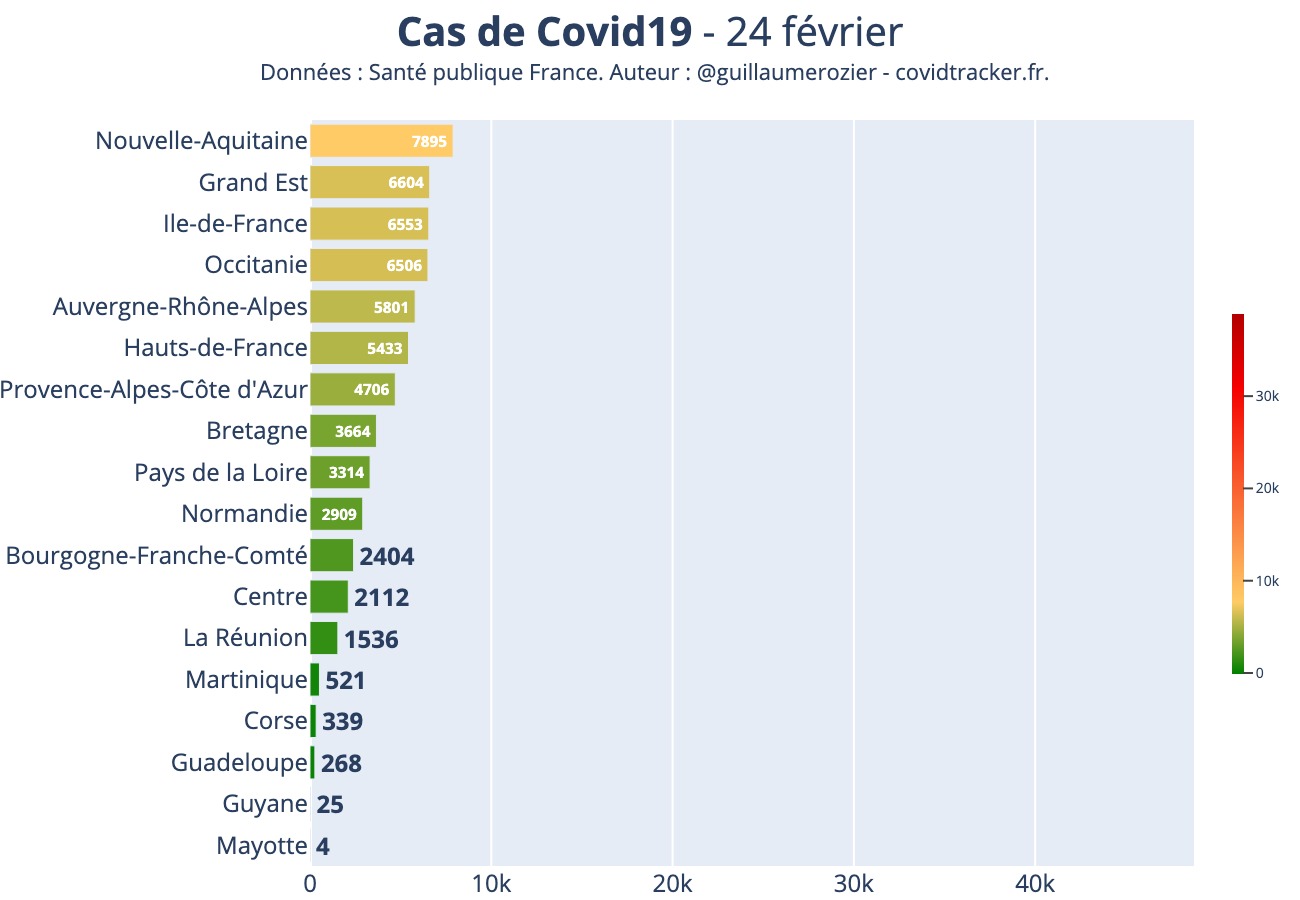 Cas de Covid19 - 24 février
Données : Santé publique France. Auteur : @guillaumerozier - covidtracker.fr.
Nouvelle-Aquitaine 7895
Grand Est 6604
Ile-de-France 6553
Occitanie 6506
Auvergne-Rhône-Alpes 5801
Hauts-de-France 5433
Provence-Alpes-Côte d'Azur 4706
Bretagne 3664
Pays de la Loire 3314
Normandie 2909
Bourgogne-Franche-Comté 2404
Centre 2112
La Réunion 1536
Martinique 521
Corse 339
Guadeloupe 268
Guyane 25
Mayotte 4
0 10k 20k 30k 40k
30k
20k
10k
0